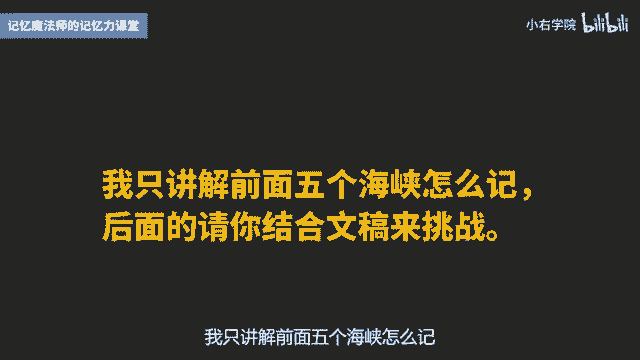 记忆魔法师的记忆力课堂
小右学院 bilibili
我只讲解前面五个海峡怎么记，
后面的请你结合文稿来挑战。
我只讲解前面五个海峡怎么记